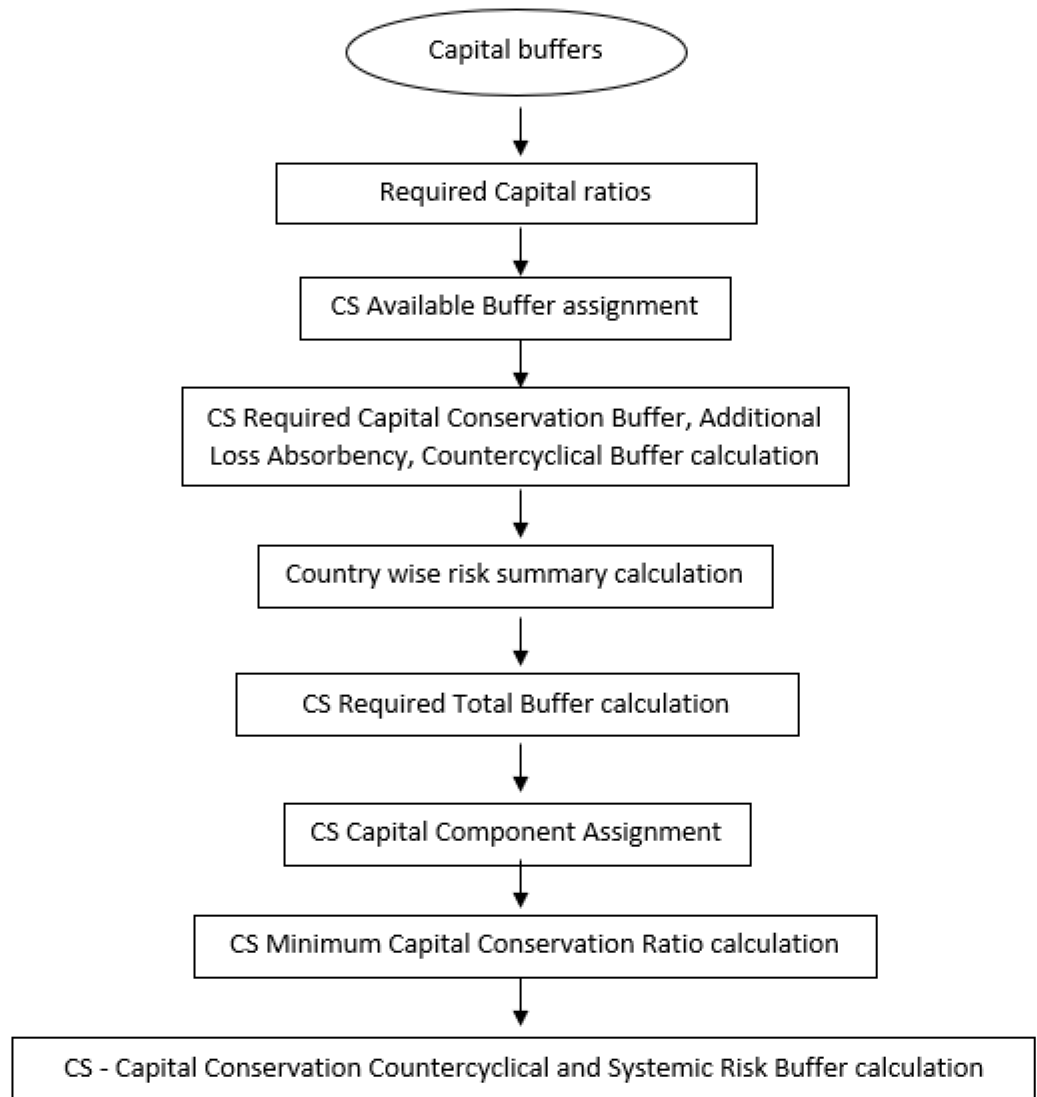 Capital buffers
Required Capital ratios
CS Available Buffer assignment
CS Required Capital Conservation Buffer, Additional
Loss Absorbency, Countercyclical Buffer calculation
Country wise risk summary calculation
CS Required Total Buffer calculation
CS Capital Component Assignment
CS Minimum Capital Conservation Ratio calculation
CS - Capital Conservation Countercyclical and Systemic Risk Buffer calculation